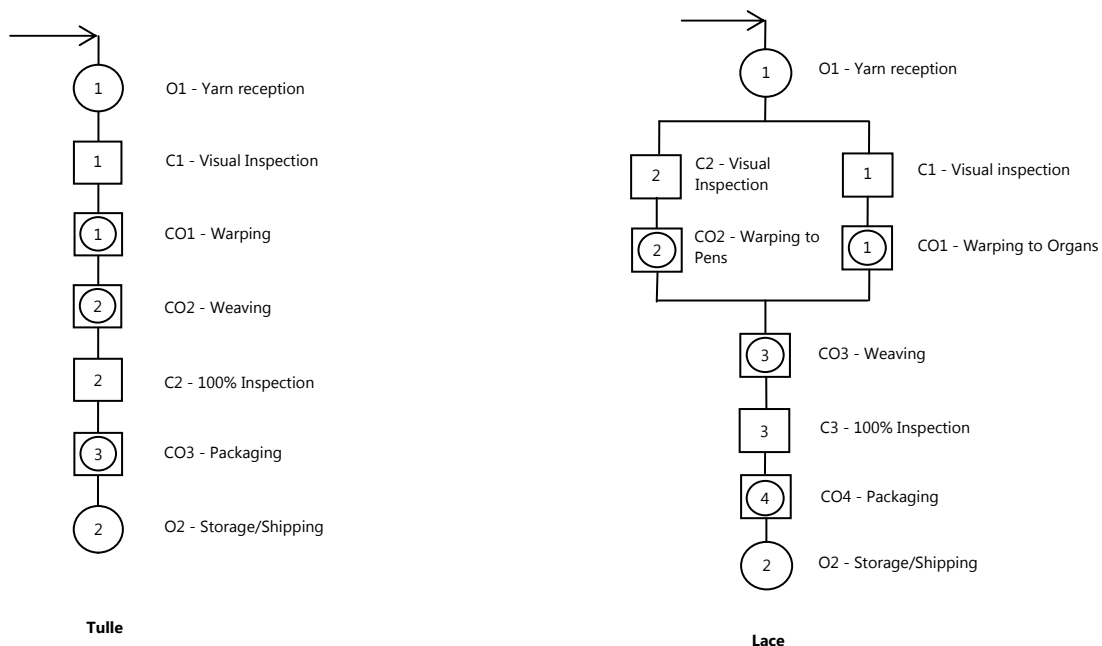 1
O1 - Yarn reception
1
C1 - Visual Inspection
1
CO1 - Warping
2
CO2 - Weaving
2
C2 - 100% Inspection
3
CO3 - Packaging
2
O2 - Storage/Shipping
Tulle
1
O1 - Yarn reception
2
C2 - Visual
Inspection
1
C1 - Visual inspection
2
CO2 - Warping to
Pens
1
CO1 - Warping to Organs
3
CO3 - Weaving
3
C3 - 100% Inspection
4
CO4 - Packaging
2
O2 - Storage/Shipping
Lace